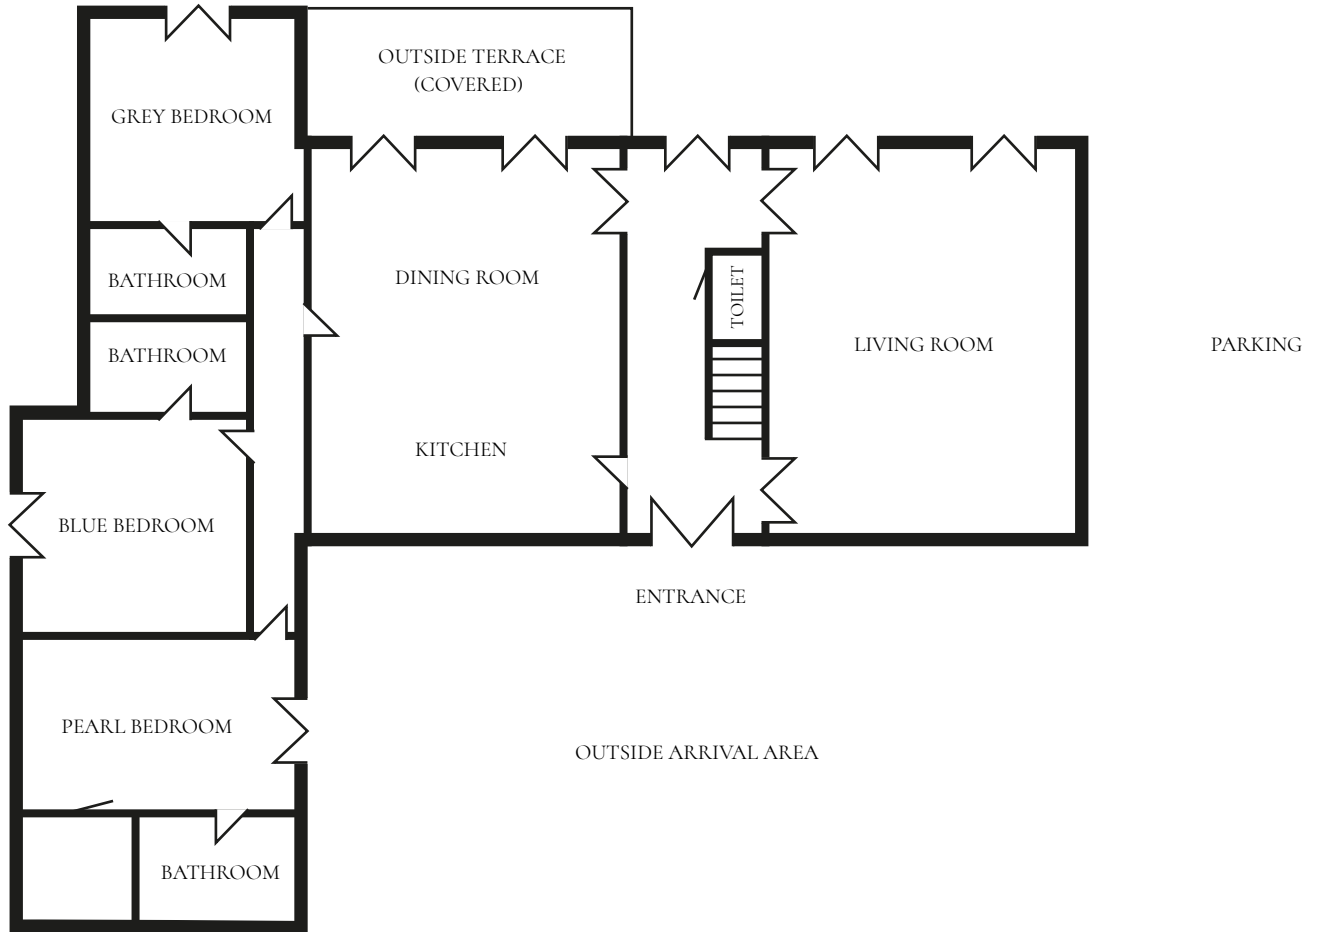 OUTSIDE TERRACE
(COVERED)
GREY BEDROOM
BATHROOM
DINING ROOM
TOILET
BATHROOM
LIVING ROOM
PARKING
KITCHEN
BLUE BEDROOM
ENTRANCE
PEARL BEDROOM
OUTSIDE ARRIVAL AREA
BATHROOM